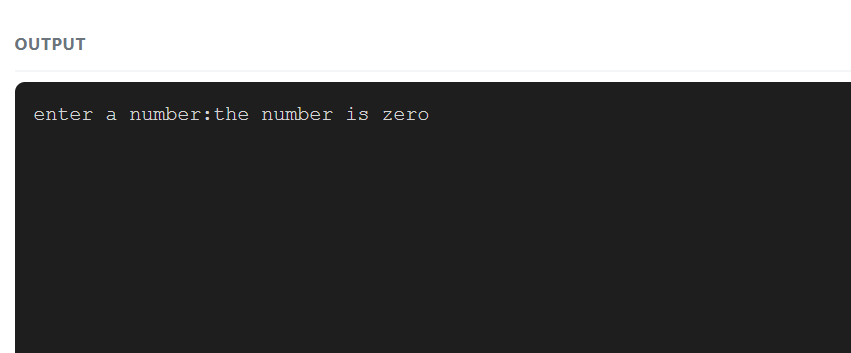 OUTPUT
enter a number:the number is zero